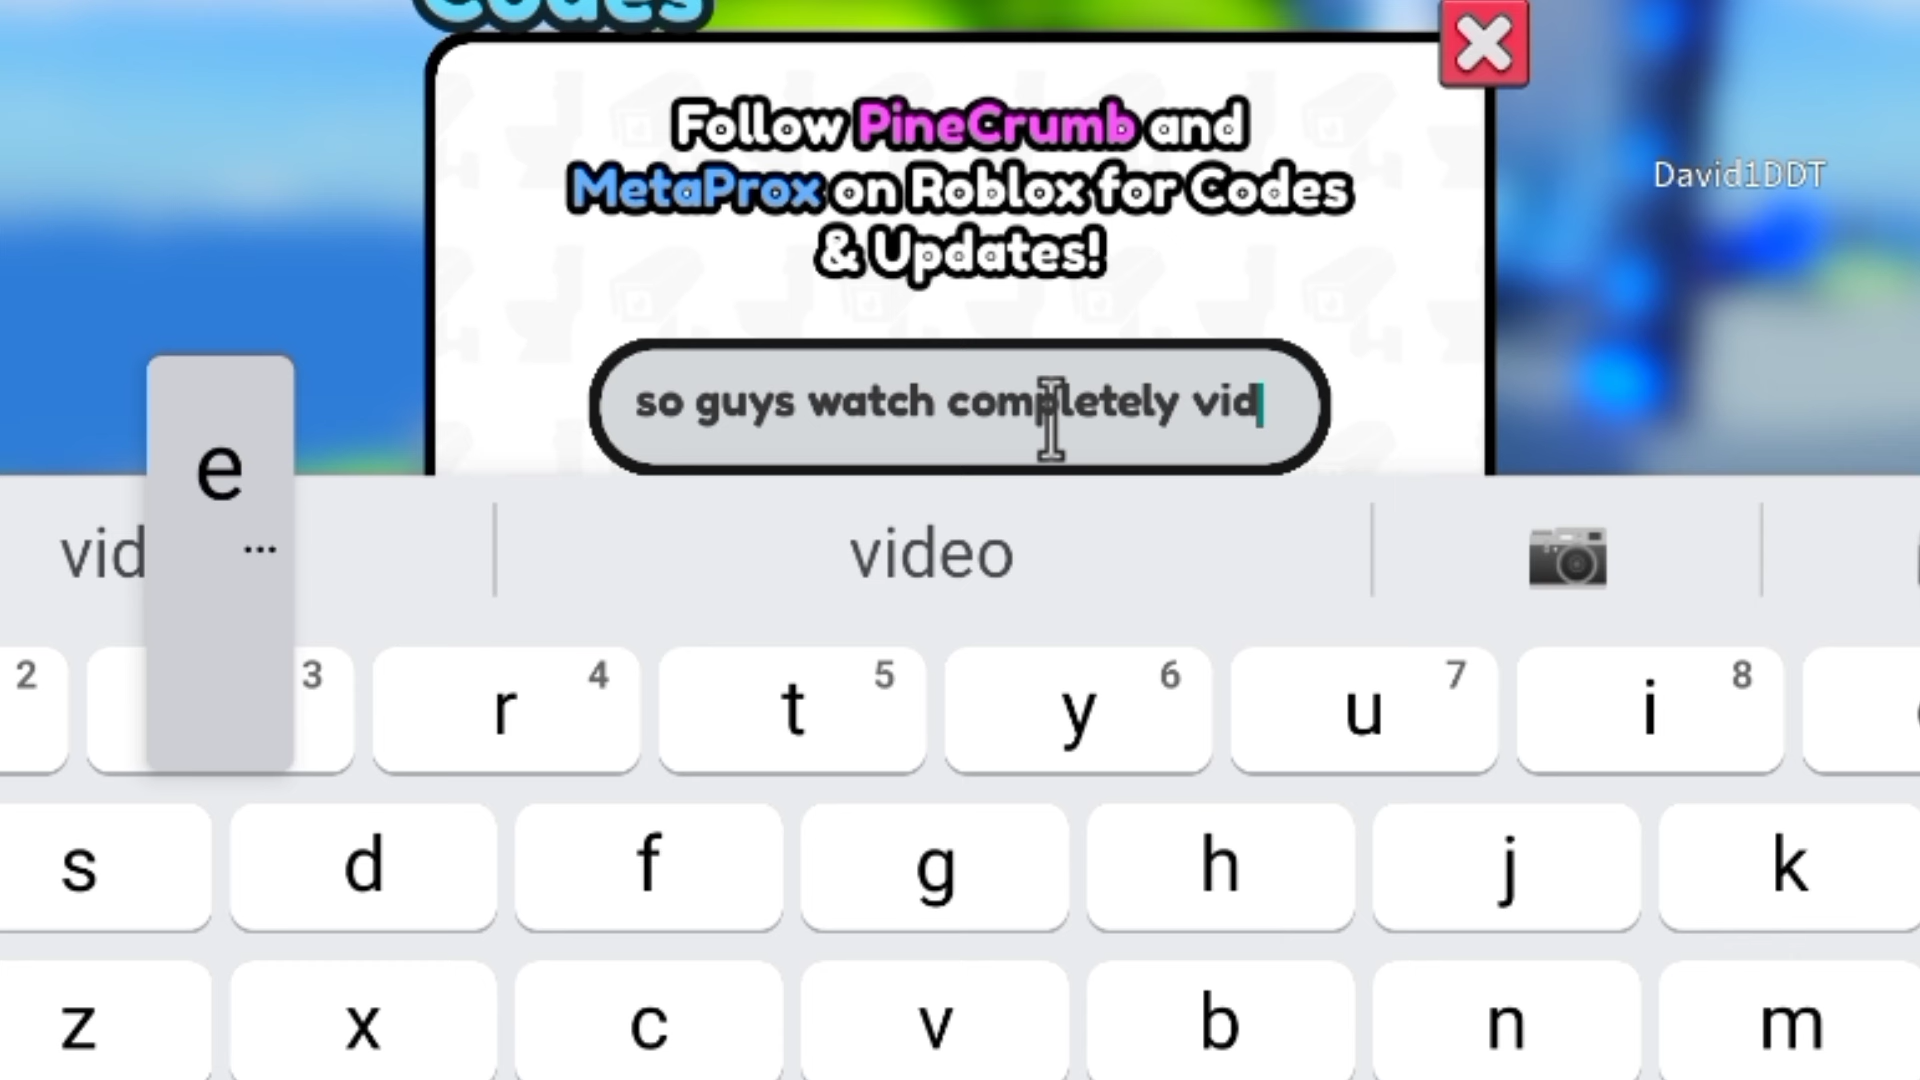 Codes
Follow PineCrumb and
MetaProx on Roblox for Codes
& Updates!
David1DDT
so guys watch completely vid
e
...
vid
video
2 3 r 4 t 5 y 6 u 7 i 8
s d f g h j k
z x c v b n m